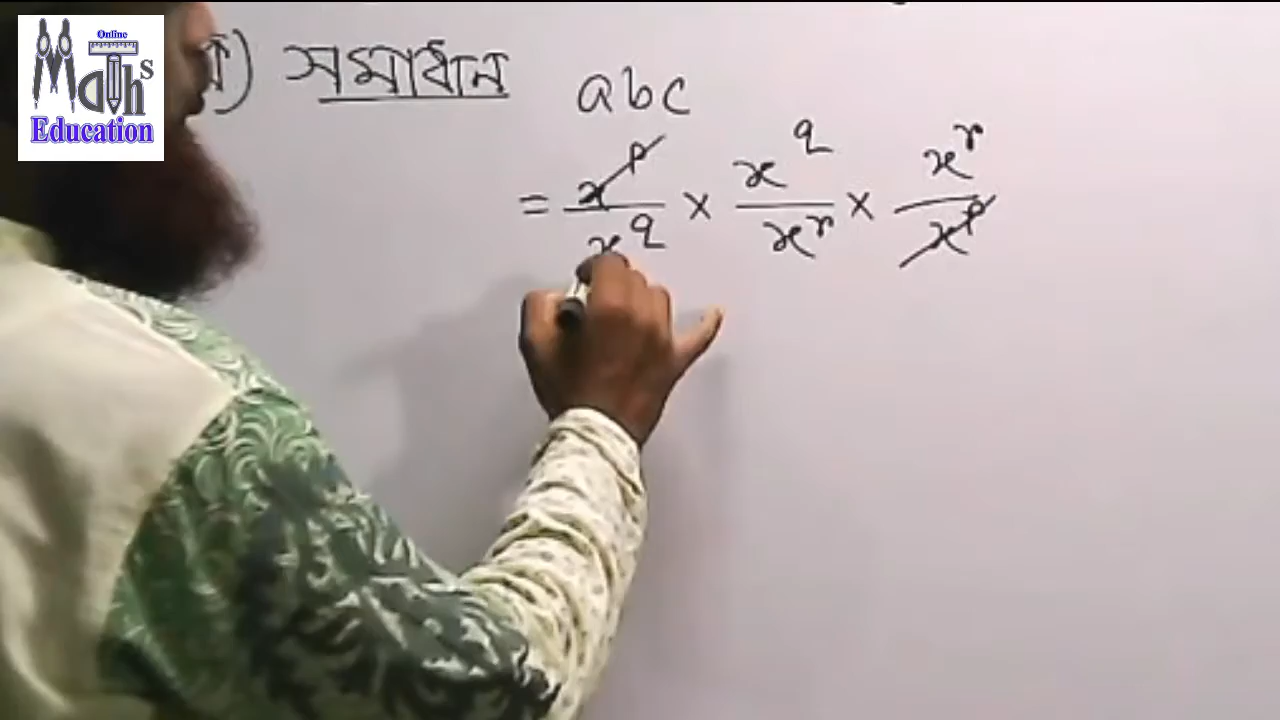 Online
Maths
Education
) সমাধান
abc
= x^p/x^q × x^q/x^r × x^r/x^p